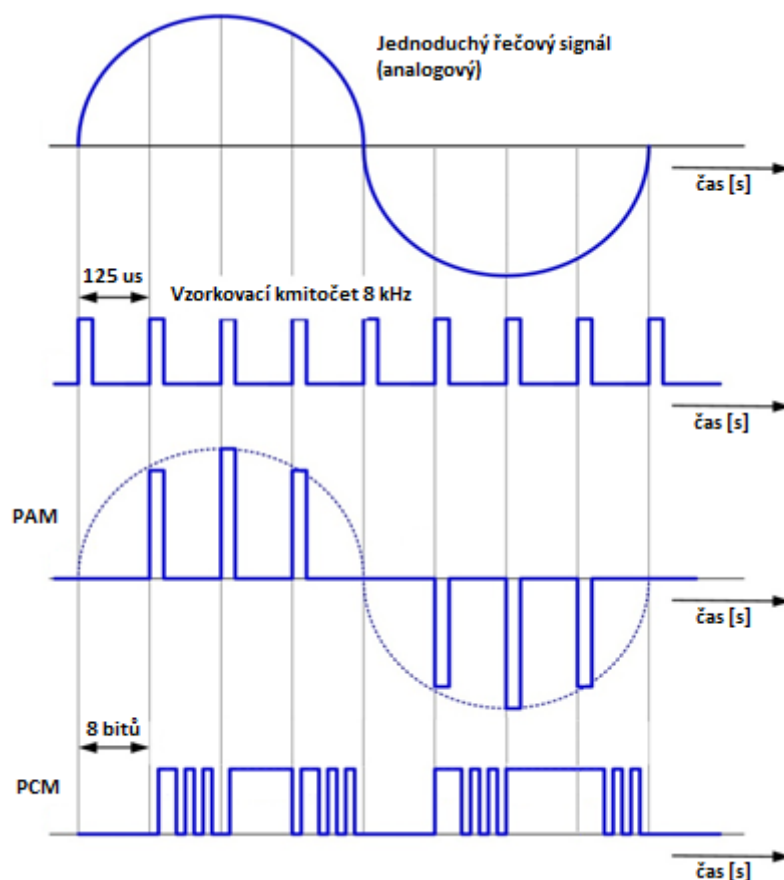 Jednoduchý řečový signál
(analogový)
čas [s]
125 us
Vzorkovací kmitočet 8 kHz
čas [s]
PAM
čas [s]
8 bitů
PCM
čas [s]